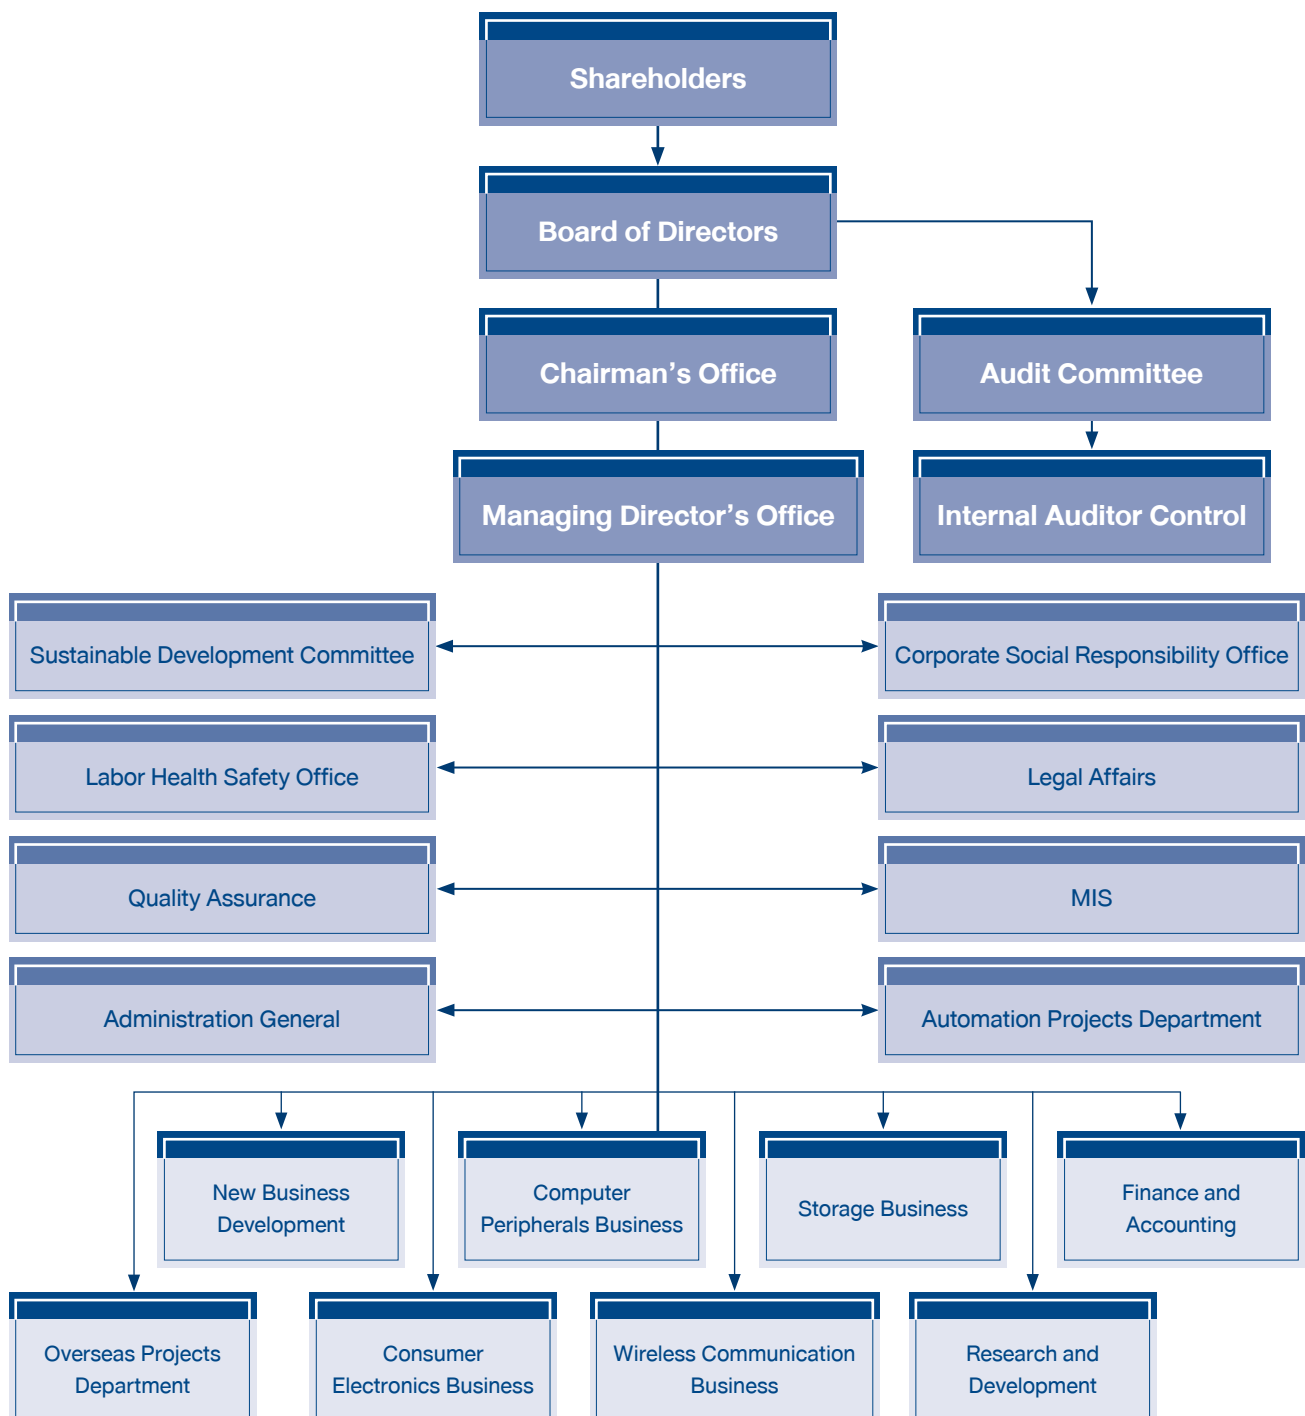 Shareholders
Board of Directors
Chairman’s Office
Audit Committee
Managing Director’s Office
Internal Auditor Control
Sustainable Development Committee
Corporate Social Responsibility Office
Labor Health Safety Office
Legal Affairs
Quality Assurance
MIS
Administration General
Automation Projects Department
New Business
Development
Computer
Peripherals Business
Storage Business
Finance and
Accounting
Overseas Projects
Department
Consumer
Electronics Business
Wireless Communication
Business
Research and
Development